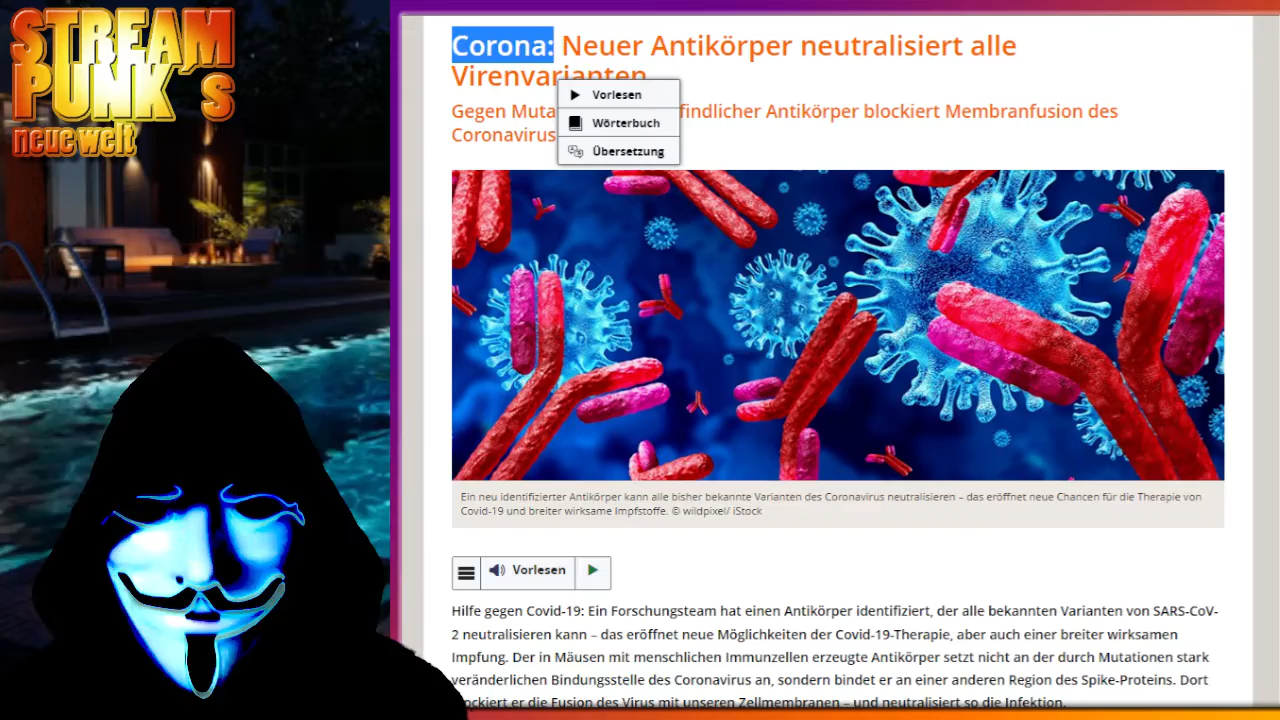 STREAM
PUNK´s
neue welt
Corona: Neuer Antikörper neutralisiert alle
Virenvarianten
Vorlesen
Wörterbuch
Übersetzung
Gegen Muta findlicher Antikörper blockiert Membranfusion des
Coronavirus
Ein neu identifizierter Antikörper kann alle bisher bekannte Varianten des Coronavirus neutralisieren – das eröffnet neue Chancen für die Therapie von
Covid-19 und breiter wirksame Impfstoffe. © wildpixel/ iStock
Vorlesen
Hilfe gegen Covid-19: Ein Forschungsteam hat einen Antikörper identifiziert, der alle bekannten Varianten von SARS-CoV-
2 neutralisieren kann – das eröffnet neue Möglichkeiten der Covid-19-Therapie, aber auch einer breiter wirksamen
Impfung. Der in Mäusen mit menschlichen Immunzellen erzeugte Antikörper setzt nicht an der durch Mutationen stark
veränderlichen Bindungsstelle des Coronavirus an, sondern bindet er an einer anderen Region des Spike-Proteins. Dort
ockiert er die Fusion des Virus mit unseren Zellmembranen – und neutralisiert so die Infektion.